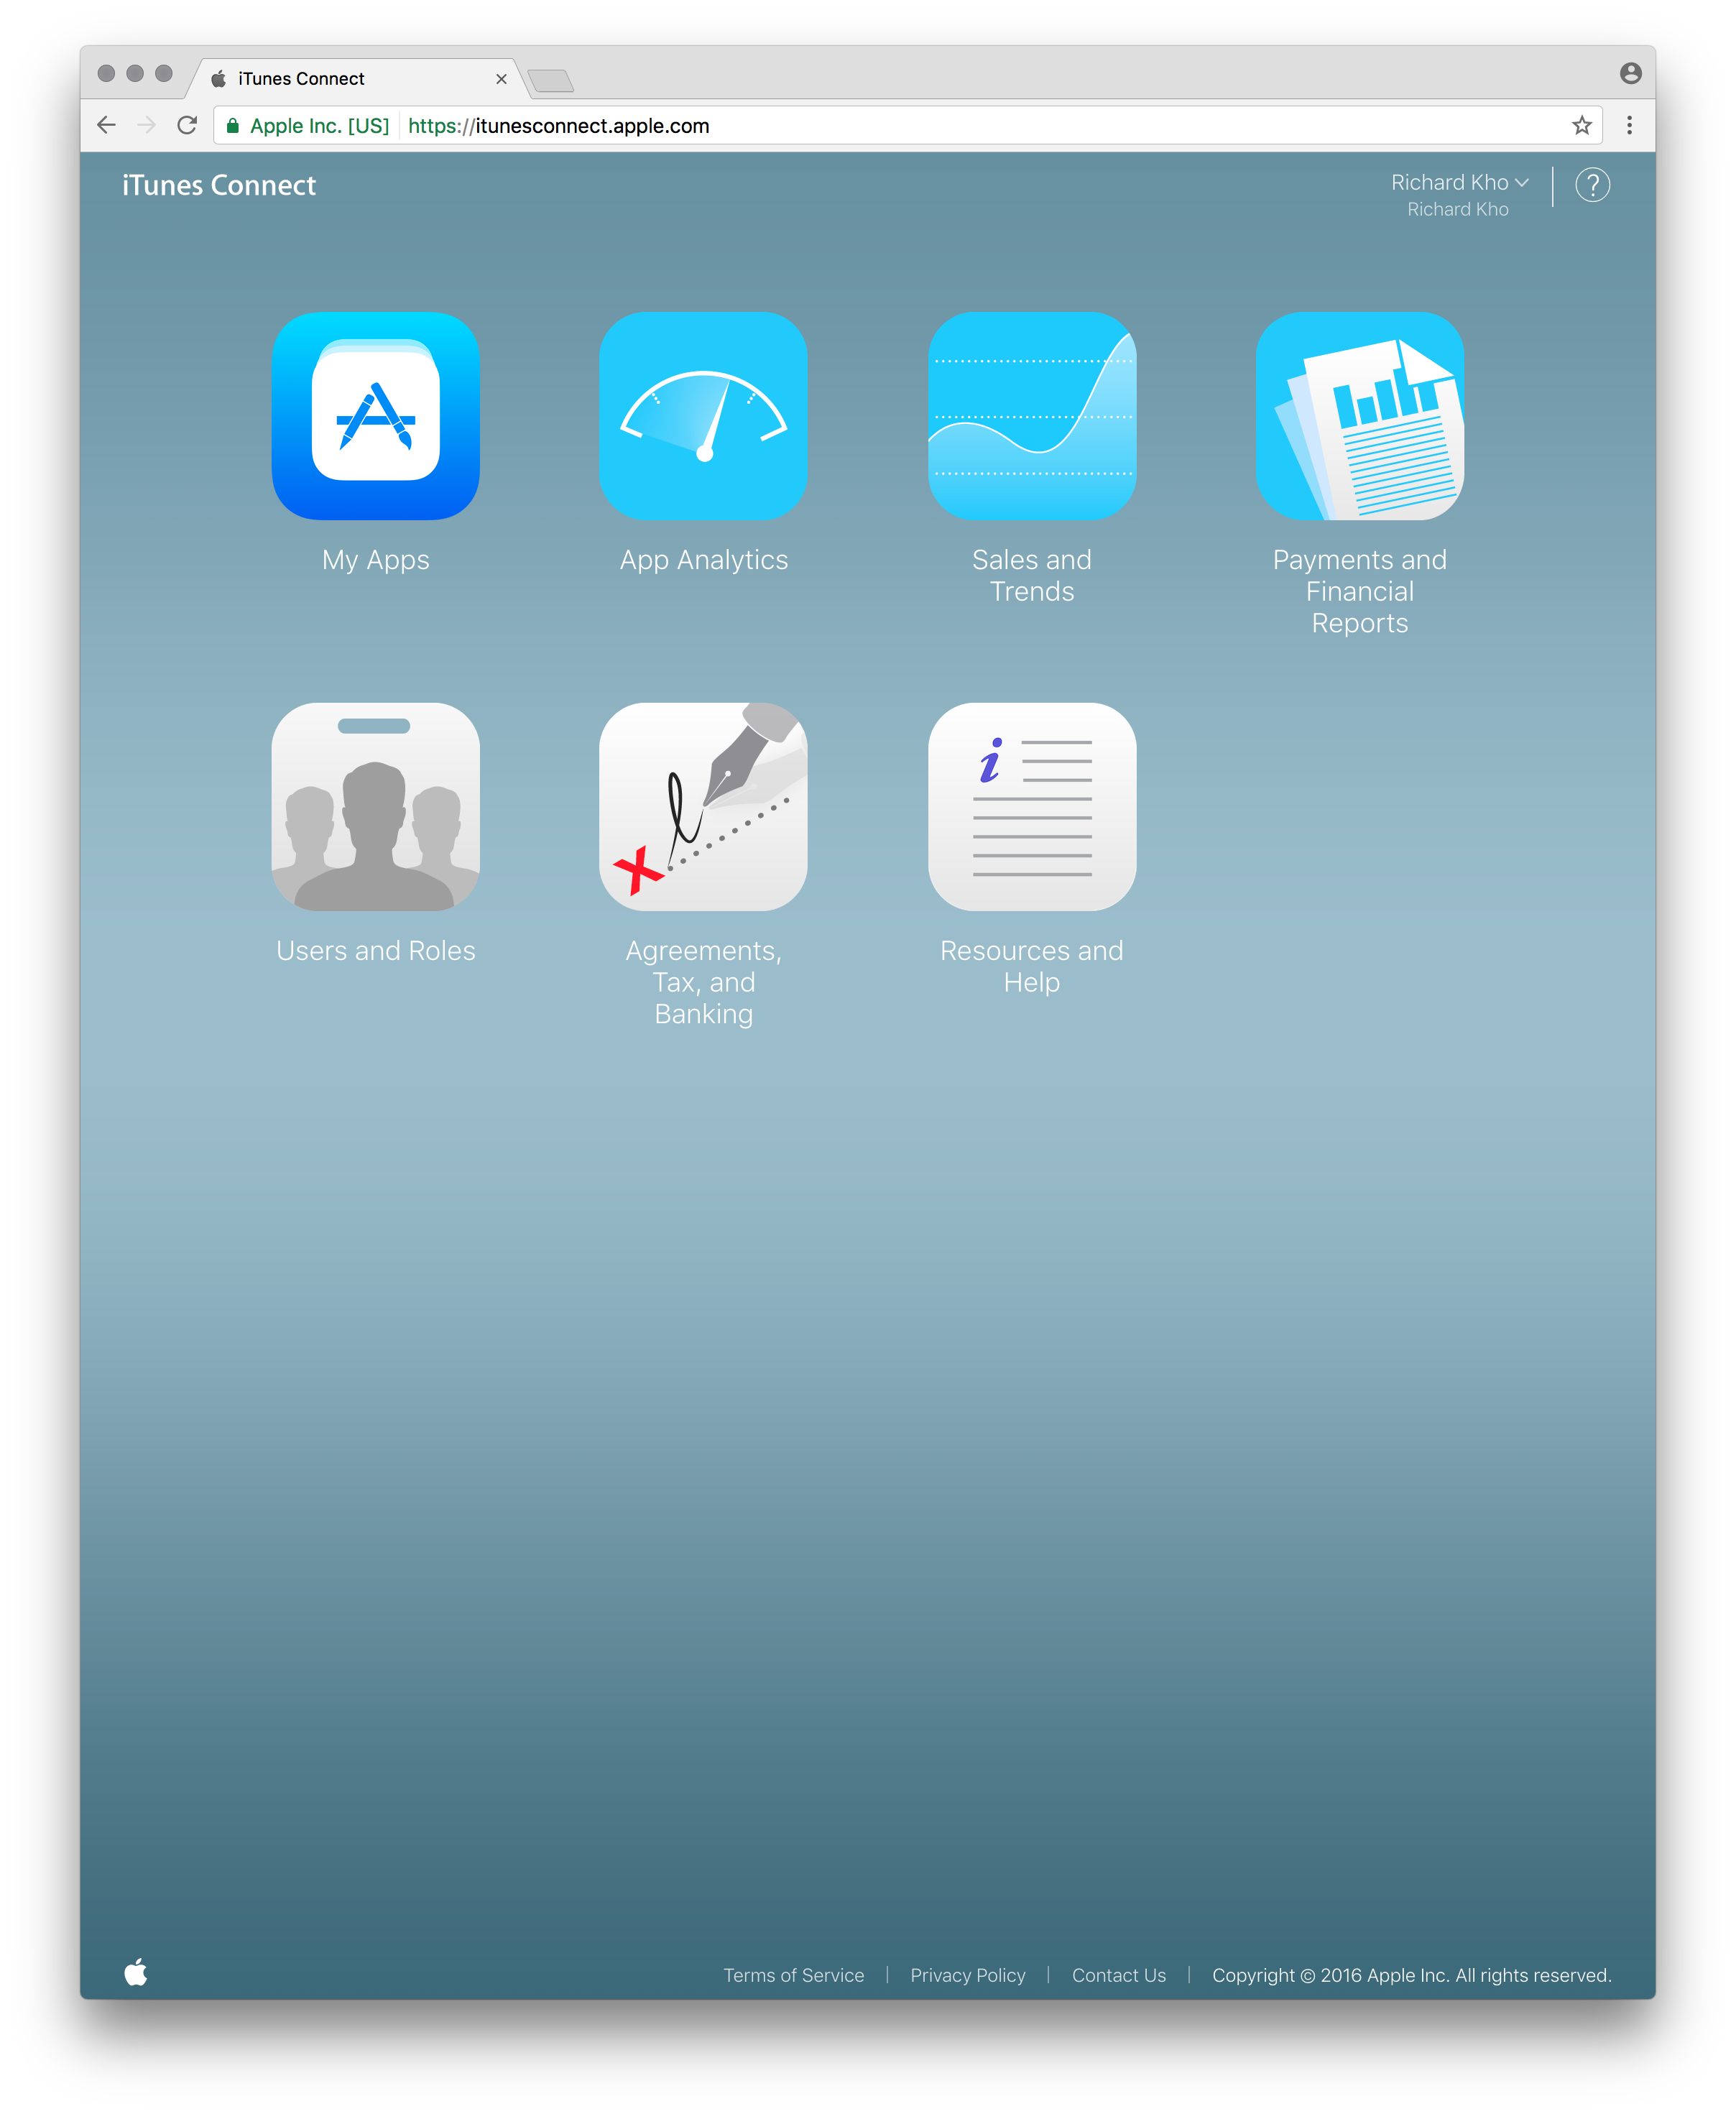 iTunes Connect
Apple Inc. [US] https://itunesconnect.apple.com
iTunes Connect
Richard Kho
Richard Kho
?
My Apps
App Analytics
Sales and
Trends
Payments and
Financial
Reports
i
Users and Roles
Agreements,
Tax, and
Banking
Resources and
Help
Terms of Service | Privacy Policy | Contact Us | Copyright © 2016 Apple Inc. All rights reserved.